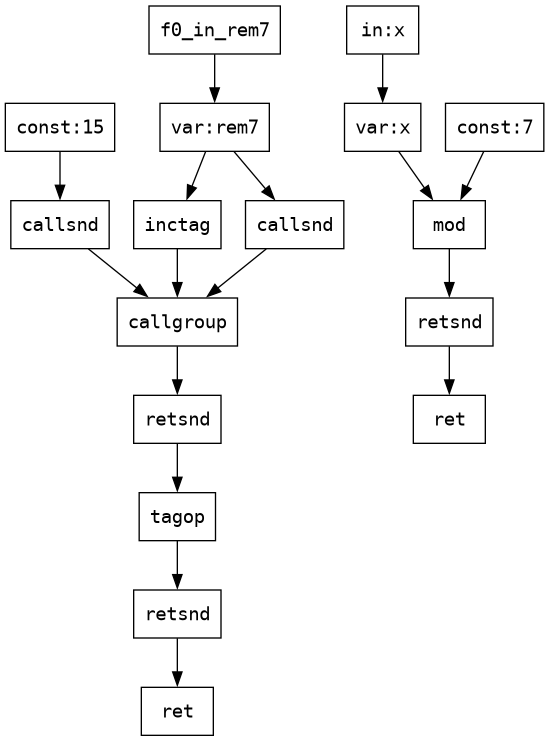 f0_in_rem7
in:x
const:15
var:rem7
var:x
const:7
callsnd
inctag
callsnd
mod
callgroup
retsnd
retsnd
ret
tagop
retsnd
ret